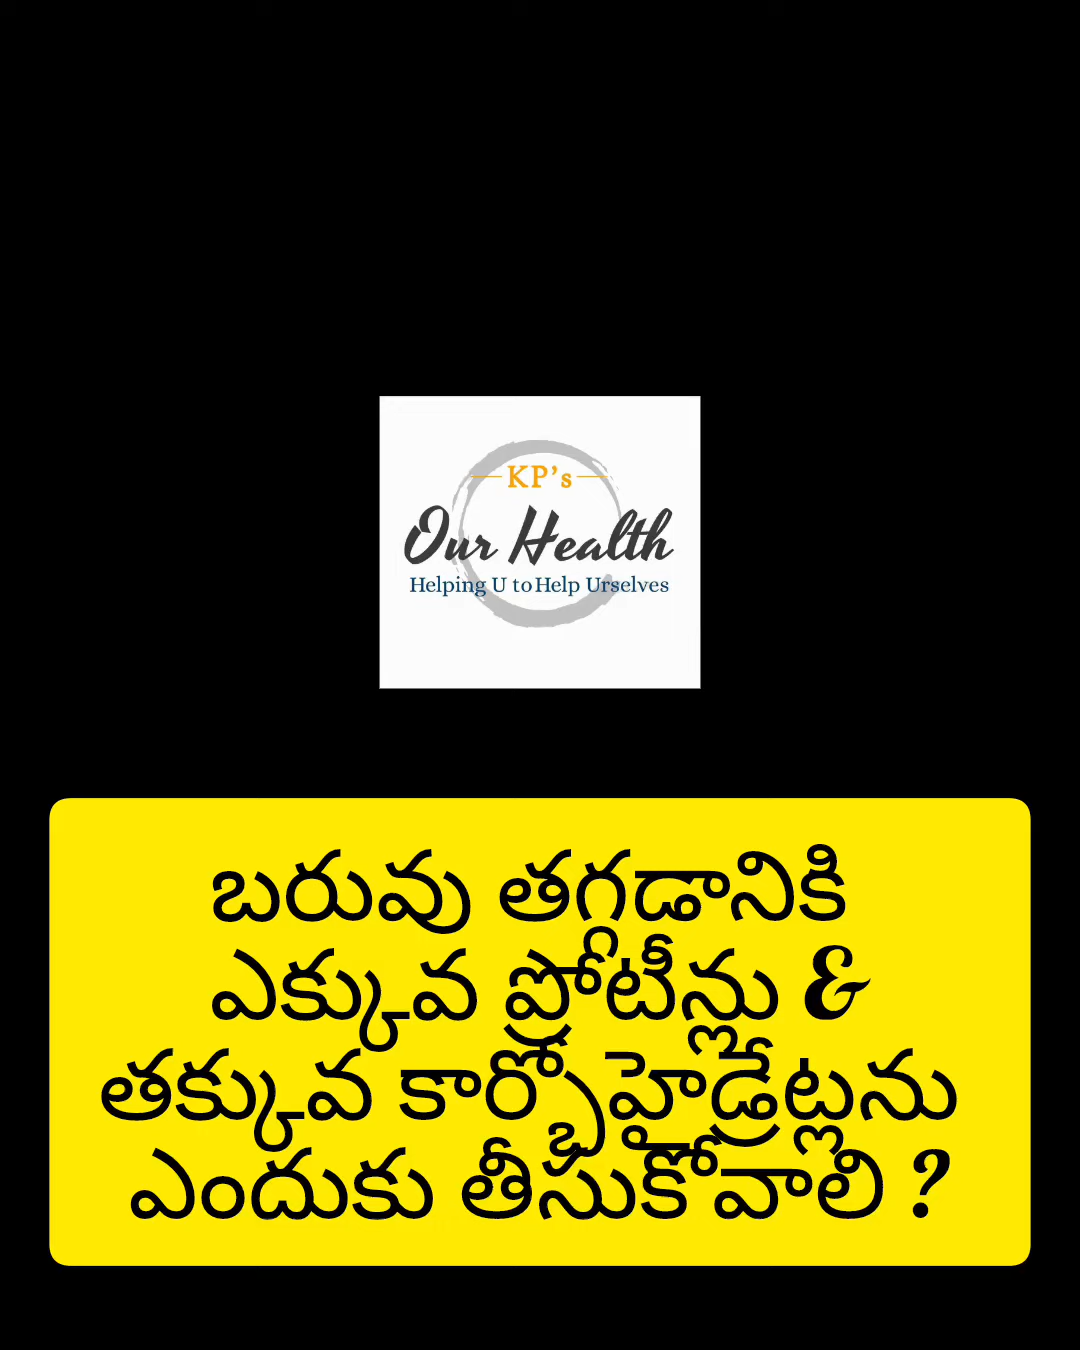 KP's
Our Health
Helping U to Help Urselves
బరువు తగ్గడానికి
ఎక్కువ ప్రోటీన్లు &
తక్కువ కార్బోహైడ్రేట్లను
ఎందుకు తీసుకోవాలి ?